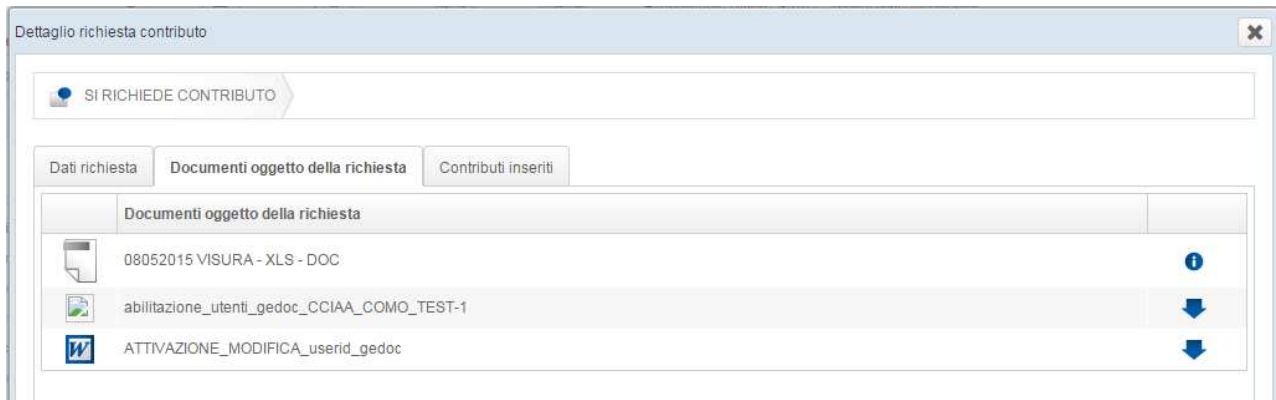 Dettaglio richiesta contributo
SI RICHIEDE CONTRIBUTO
Dati richiesta Documenti oggetto della richiesta Contributi inseriti
Documenti oggetto della richiesta
08052015 VISURA - XLS - DOC
abilitazione_utenti_gedoc_CCIAA_COMO_TEST-1
ATTIVAZIONE_MODIFICA_userid_gedoc